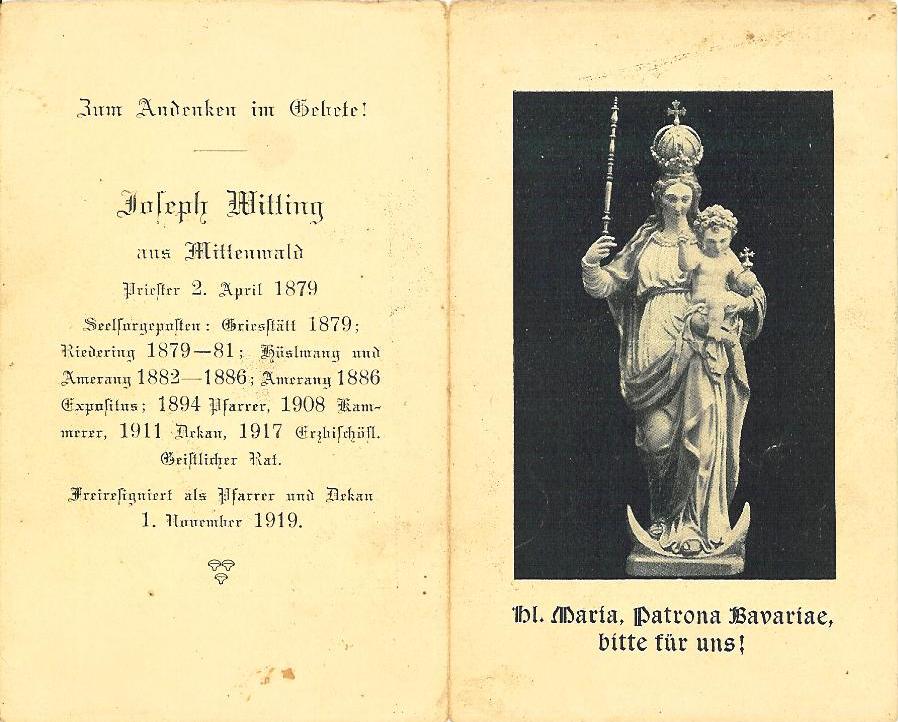 Zum Andenken im Gebete!
Joseph Witting
aus Mittenwald
Priester 2. April 1879
Seelsorgeposten: Griesstätt 1879;
Riedering 1879—81; Höslwang und
Amerang 1882—1886; Amerang 1886
Expositus; 1894 Pfarrer, 1908 Kam-
merer, 1911 Dekan, 1917 Erzbischöfl.
Geistlicher Rat.
Freiresigniert als Pfarrer und Dekan
1. November 1919.
Hl. Maria, Patrona Bavariae,
bitte für uns!